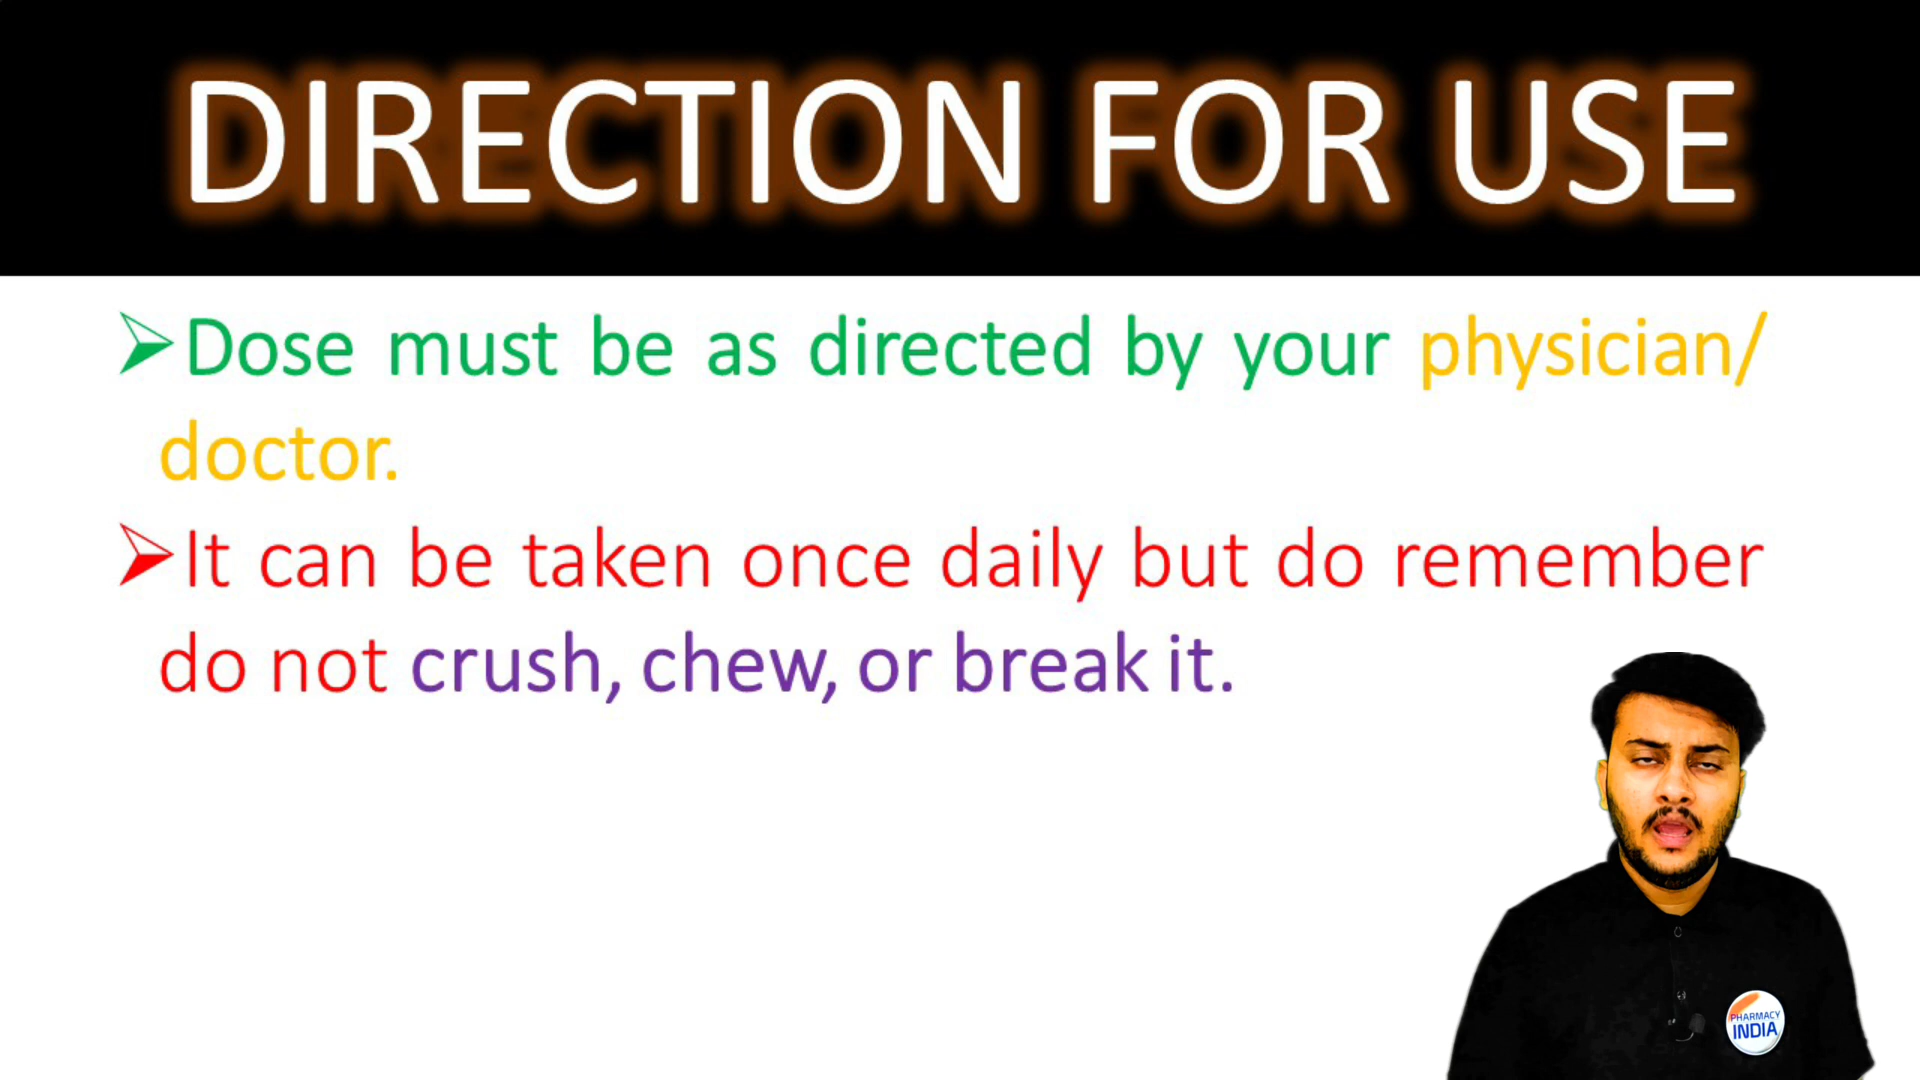 DIRECTION FOR USE
➢Dose must be as directed by your physician/
doctor.
➢It can be taken once daily but do remember
do not crush, chew, or break it.
PHARMACY
INDIA